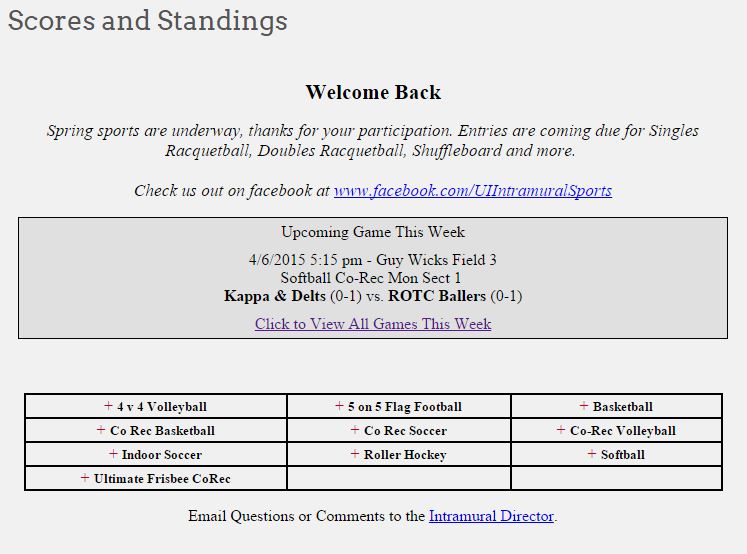 Scores and Standings
Welcome Back
Spring sports are underway, thanks for your participation. Entries are coming due for Singles
Racquetball, Doubles Racquetball, Shuffleboard and more.
Check us out on facebook at www.facebook.com/UIIntramuralSports
Upcoming Game This Week
4/6/2015 5:15 pm - Guy Wicks Field 3
Softball Co-Rec Mon Sect 1
Kappa & Delts (0-1) vs. ROTC Ballers (0-1)
Click to View All Games This Week
+ 4 v 4 Volleyball + 5 on 5 Flag Football + Basketball
+ Co Rec Basketball + Co Rec Soccer + Co-Rec Volleyball
+ Indoor Soccer + Roller Hockey + Softball
+ Ultimate Frisbee CoRec
Email Questions or Comments to the Intramural Director.